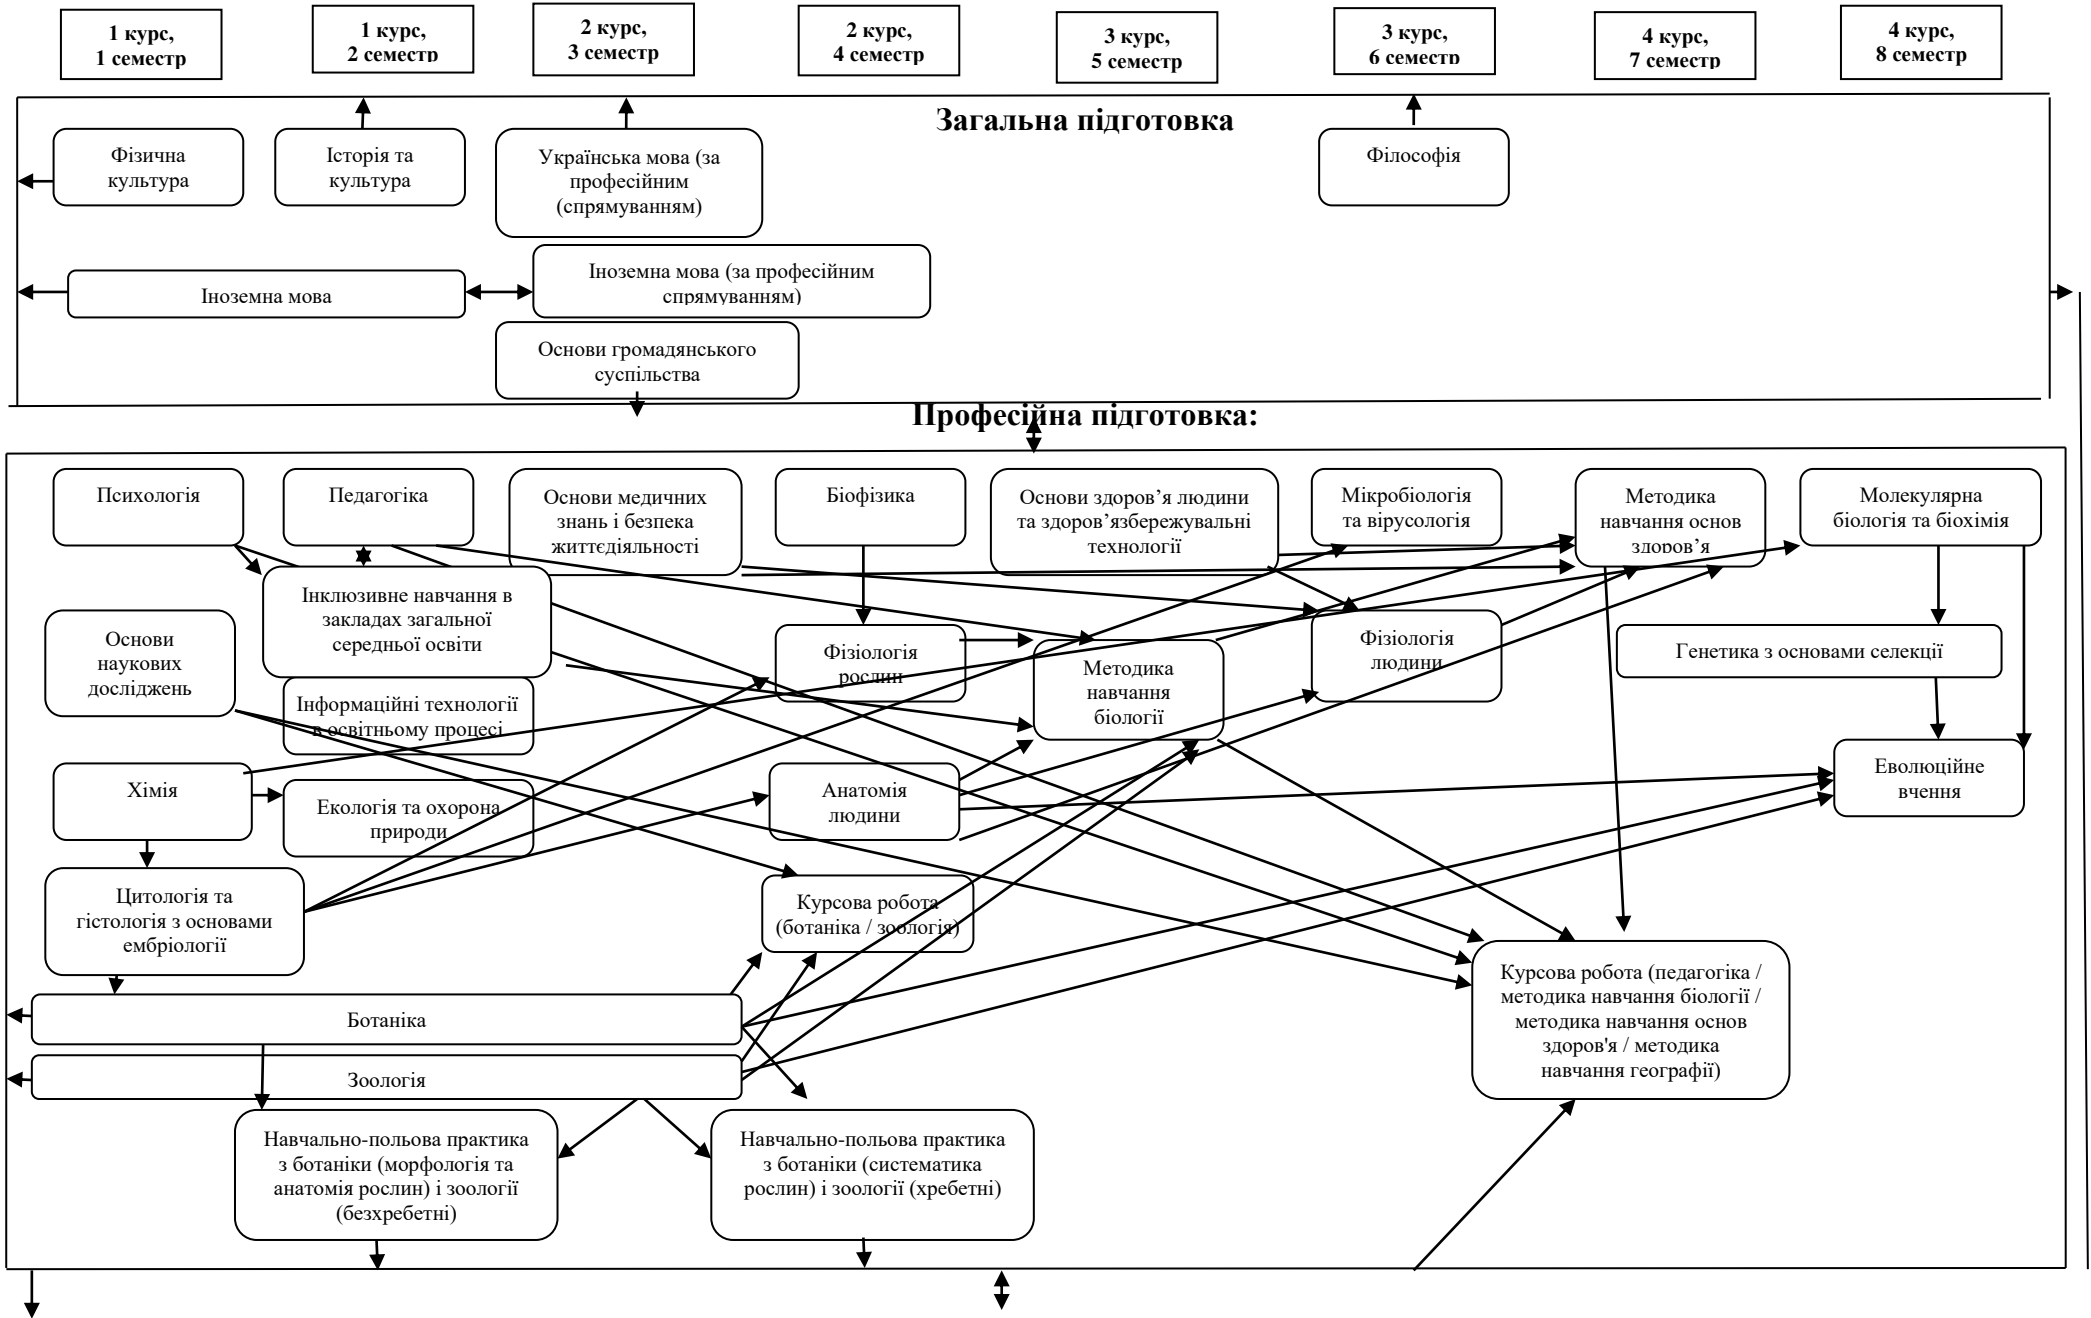 1 курс,
1 семестр
1 курс,
2 семестр
2 курс,
3 семестр
2 курс,
4 семестр
3 курс,
5 семестр
3 курс,
6 семестр
4 курс,
7 семестр
4 курс,
8 семестр
Загальна підготовка
Фізична
культура
Історія та
культура
Українська мова (за
професійним
(спрямуванням)
Філософія
Іноземна мова
Іноземна мова (за професійним
спрямуванням)
Основи громадянського
суспільства
Професійна підготовка:
Психологія
Педагогіка
Основи медичних
знань і безпека
життєдіяльності
Біофізика
Основи здоров’я людини
та здоров’язбережувальні
технології
Мікробіологія
та вірусологія
Методика
навчання основ
здоров’я
Молекулярна
біологія та біохімія
Інклюзивне навчання в
закладах загальної
середньої освіти
Основи
наукових
досліджень
Фізіологія
рослин
Методика
навчання
біології
Фізіологія
людини
Генетика з основами селекції
Інформаційні технології
в освітньому процесі
Хімія
Екологія та охорона
природи
Анатомія
людини
Еволюційне
вчення
Цитологія та
гістологія з основами
ембріології
Курсова робота
(ботаніка / зоологія)
Курсова робота (педагогіка /
методика навчання біології /
методика навчання основ
здоров'я / методика
навчання географії)
Ботаніка
Зоологія
Навчально-польова практика
з ботаніки (морфологія та
анатомія рослин) і зоології
(безхребетні)
Навчально-польова практика
з ботаніки (систематика
рослин) і зоології (хребетні)